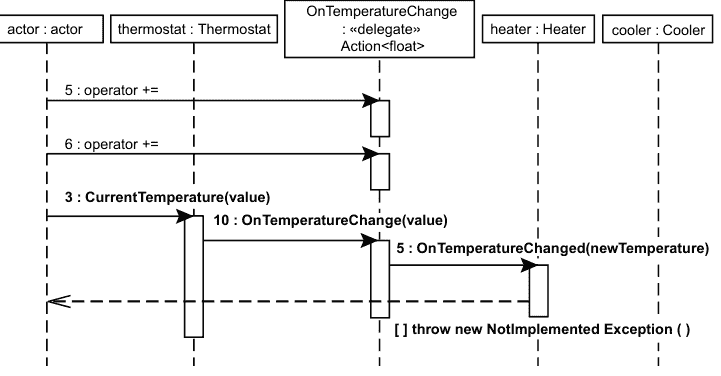 actor : actor
thermostat : Thermostat
OnTemperatureChange
: «delegate»
Action<float>
heater : Heater
cooler : Cooler
5 : operator +=
6 : operator +=
3 : CurrentTemperature(value)
10 : OnTemperatureChange(value)
5 : OnTemperatureChanged(newTemperature)
[ ] throw new NotImplemented Exception ( )